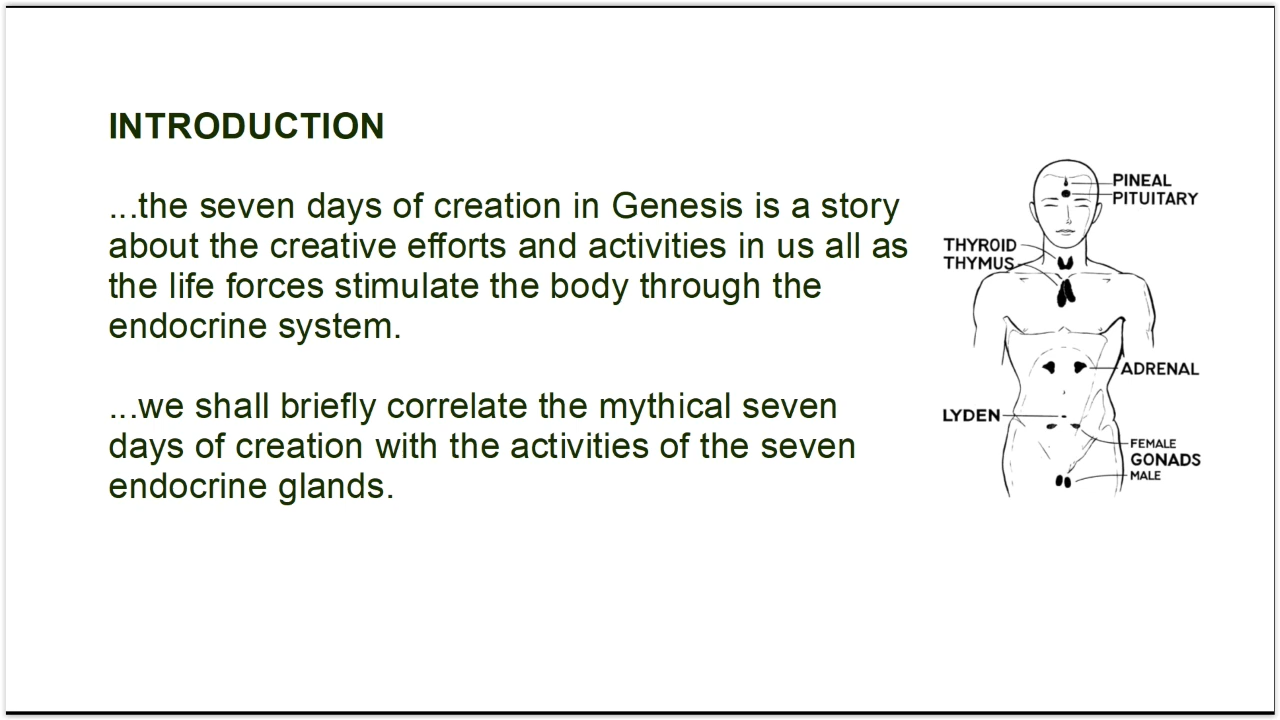 INTRODUCTION
...the seven days of creation in Genesis is a story
about the creative efforts and activities in us all as
the life forces stimulate the body through the
endocrine system.
...we shall briefly correlate the mythical seven
days of creation with the activities of the seven
endocrine glands.
PINEAL
PITUITARY
THYROID
THYMUS
ADRENAL
LYDEN
FEMALE
GONADS
MALE